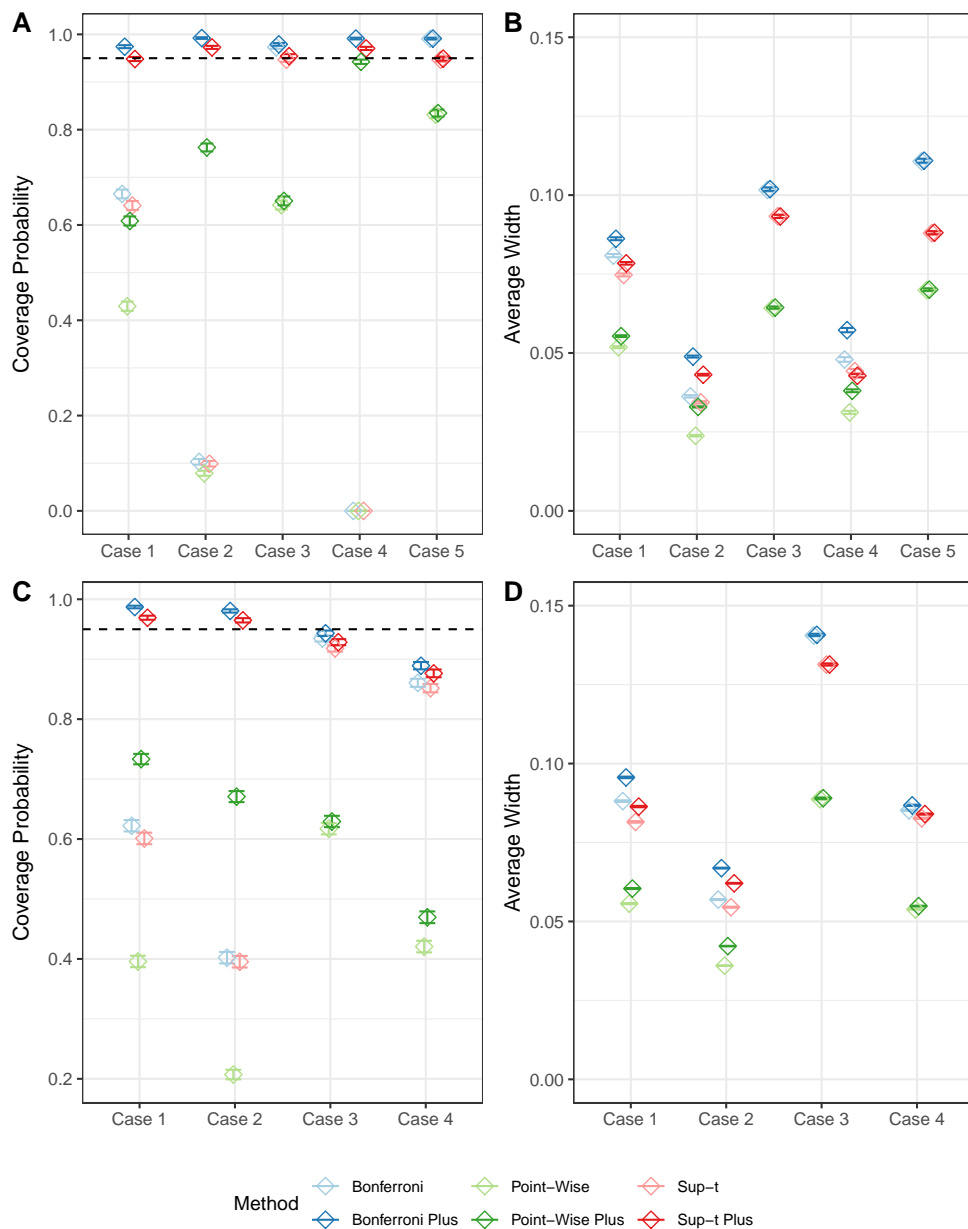 A
Coverage Probability
1.0
0.8
0.6
0.4
0.2
0.0
Case 1 Case 2 Case 3 Case 4 Case 5
B
Average Width
0.15
0.10
0.05
0.00
Case 1 Case 2 Case 3 Case 4 Case 5
C
Coverage Probability
1.0
0.8
0.6
0.4
0.2
Case 1 Case 2 Case 3 Case 4
D
Average Width
0.15
0.10
0.05
0.00
Case 1 Case 2 Case 3 Case 4
Method
Bonferroni Point-Wise Sup-t
Bonferroni Plus Point-Wise Plus Sup-t Plus